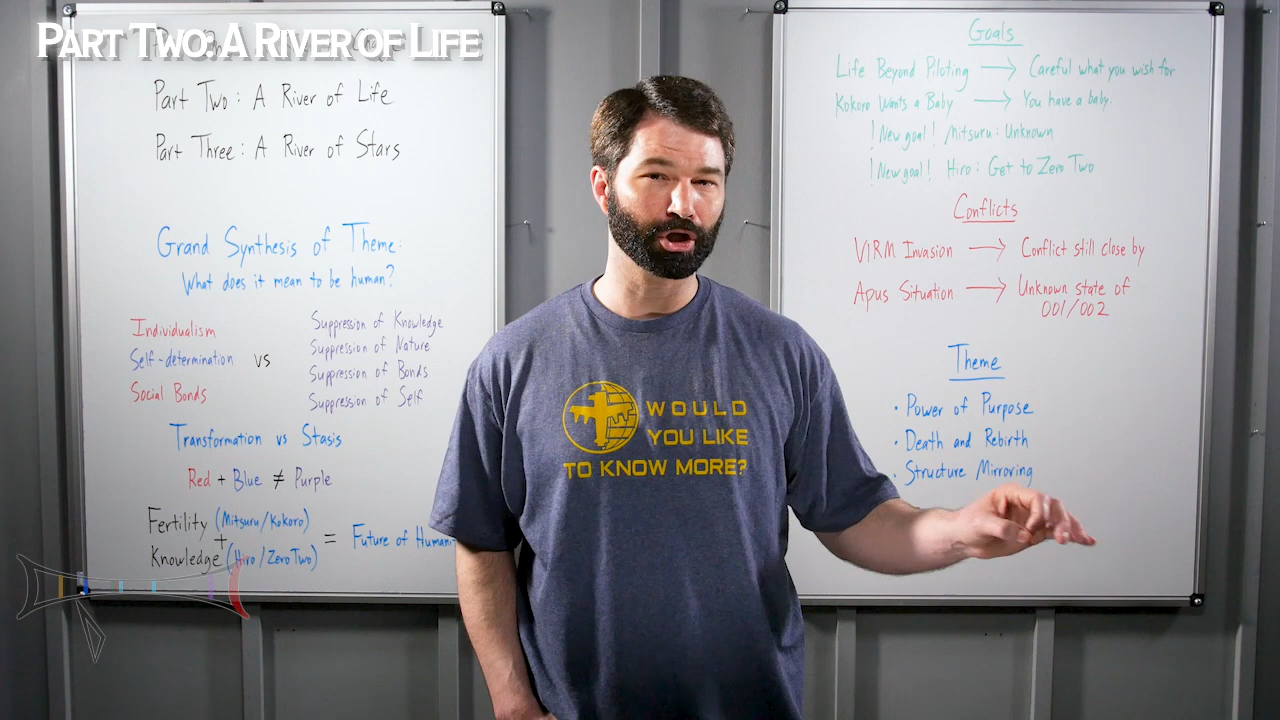 Part Two: A River of Life
Part Two: A River of Life
Part Three: A River of Stars
Grand Synthesis of Theme:
What does it mean to be human?
Individualism
Self-determination
Social Bonds
vs
Suppression of Knowledge
Suppression of Nature
Suppression of Bonds
Suppression of Self
Transformation vs Stasis
Red + Blue ≠ Purple
Fertility (Mitsuru/Kokoro)
+
Knowledge (Hiro/Zero Two)
= Future of
WOULD
YOU LIKE
TO KNOW MORE?
Goals
Life Beyond Piloting → Careful what you wish for
Kokoro Wants a Baby → You have a baby.
! New goal! Mitsuru: Unknown
! New goal! Hiro: Get to Zero Two
Conflicts
VIRM Invasion → Conflict still close by
Apus Situation → Unknown state of
001/002
Theme
• Power of Purpose
• Death and Rebirth
• Structure Mirroring